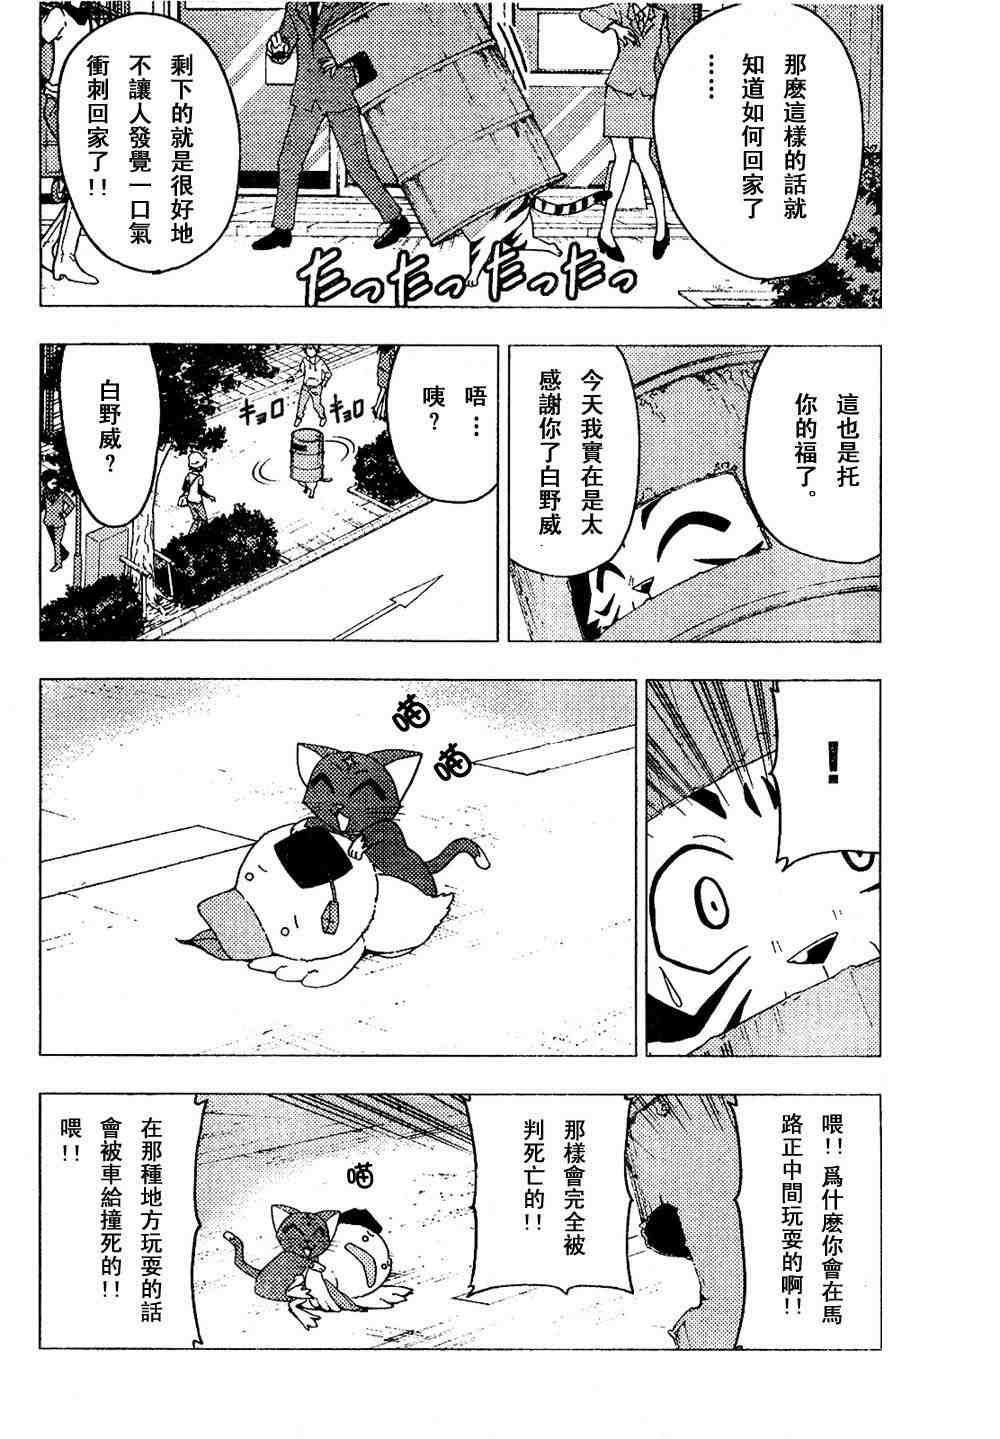 那麼這樣的話就
知道如何回家了
……
剩下的就是很好地
不讓人發覺一口氣
衝刺回家了!!
たったったったっ
這也是托
你的福了。
今天我實在是太
感謝你了白野威
唔…
咦?
キョロ
キョロ
白野威?
!
喵
喵
喂!!爲什麼你會在馬
路正中間玩耍的啊!!
那樣會完全被
判死亡的!!
喵
在那種地方玩耍的話
會被車給撞死的!!
喂!!